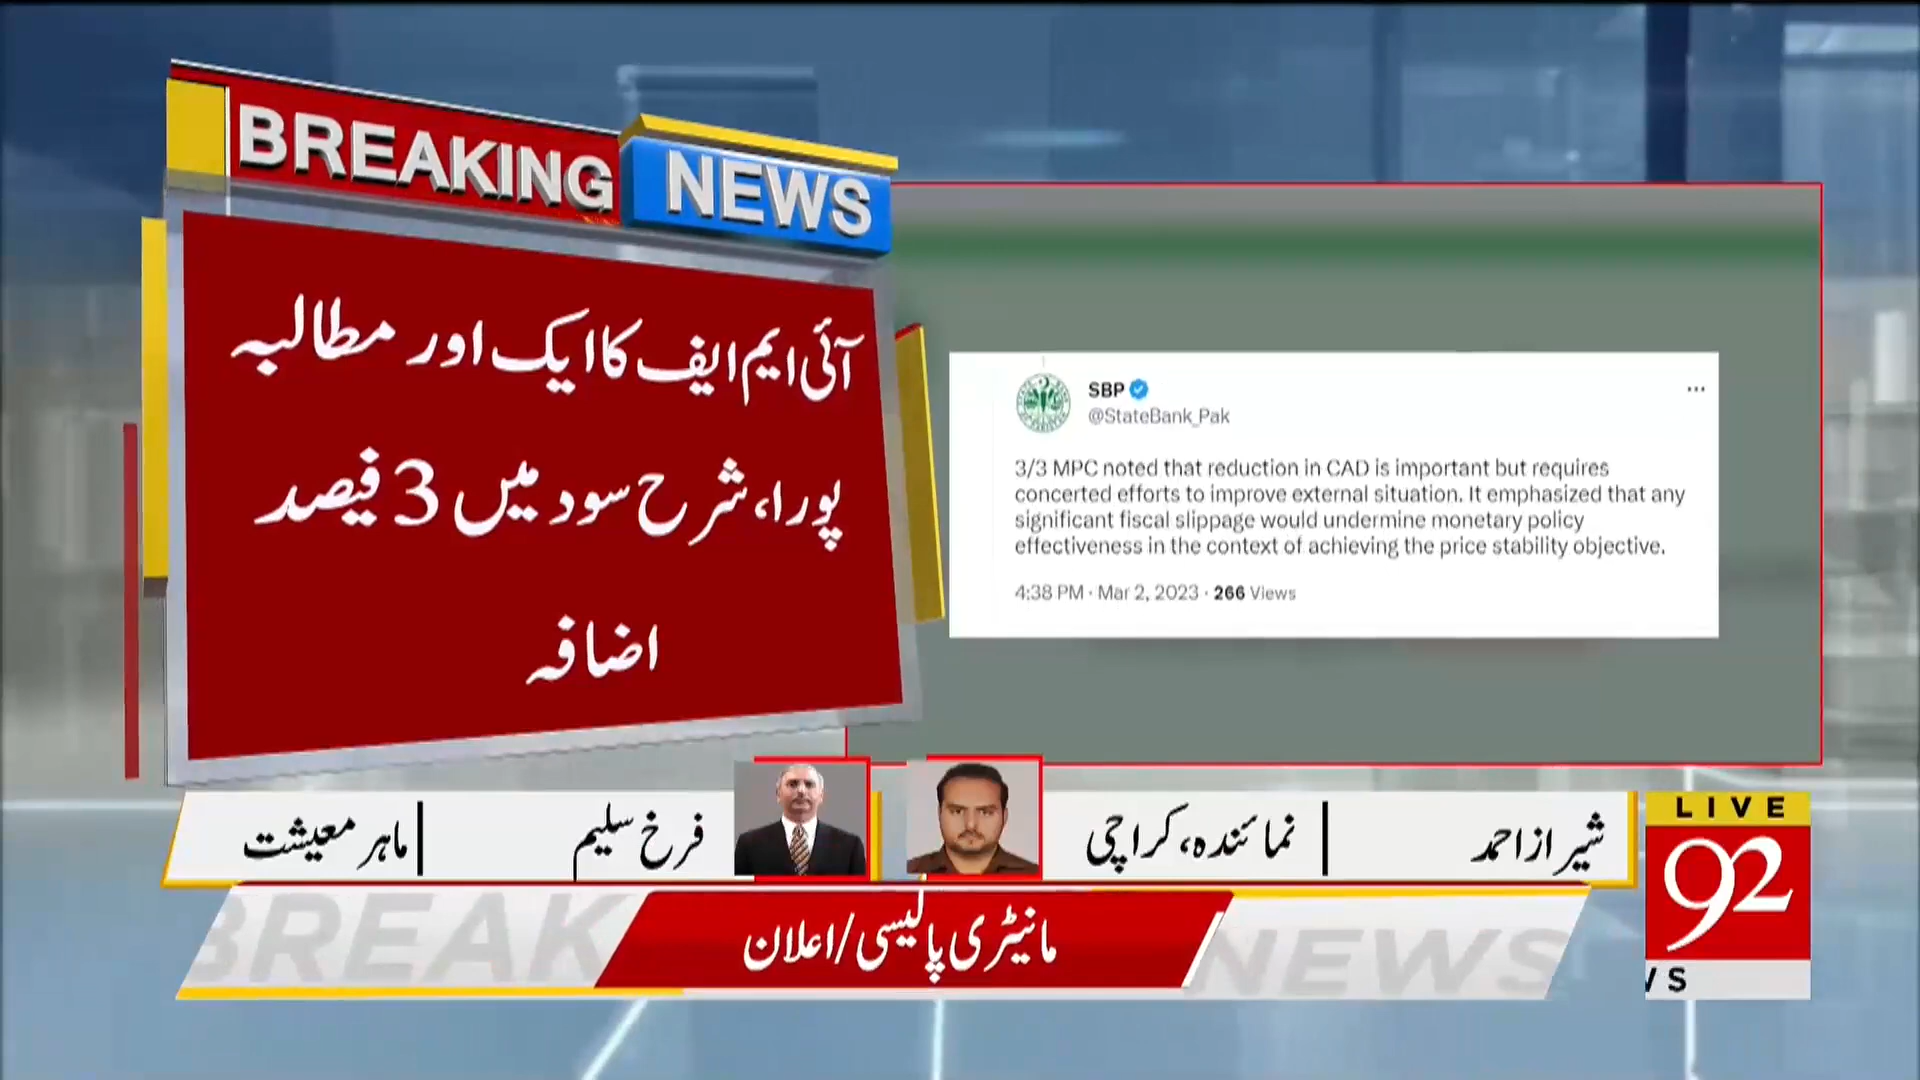 BREAKING NEWS
آئی ایم ایف کا ایک اور مطالبہ
پورا، شرح سود میں 3 فیصد
اضافہ
SBP
@StateBank_Pak
3/3 MPC noted that reduction in CAD is important but requires
concerted efforts to improve external situation. It emphasized that any
significant fiscal slippage would undermine monetary policy
effectiveness in the context of achieving the price stability objective.
4:38 PM · Mar 2, 2023 · 266 Views
شیراز احمد
نمائندہ، کراچی
فرخ سلیم
ماہر معیشت
LIVE
92
WS
BREAK
مانیٹری پالیسی/اعلان
NEWS